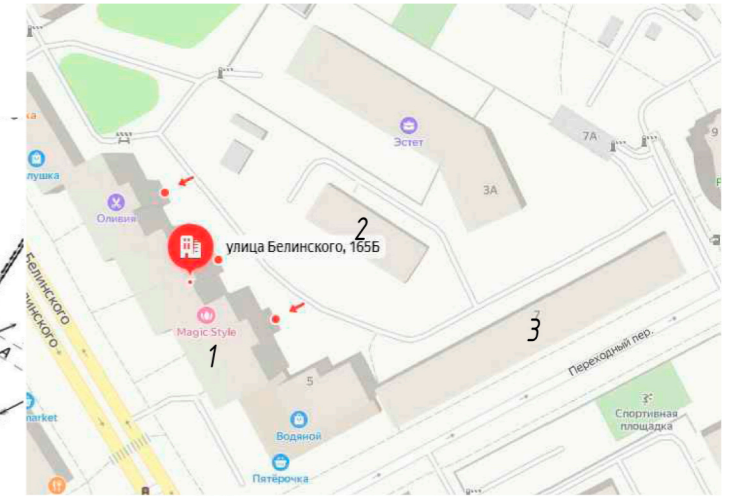 Эстет
7А
9
3А
Оливия
2
улица Белинского, 165Б
Белинского
Magic Style
1
7
3
Переходный пер.
А
5
Водяной
Пятёрочка
Спортивная
площадка